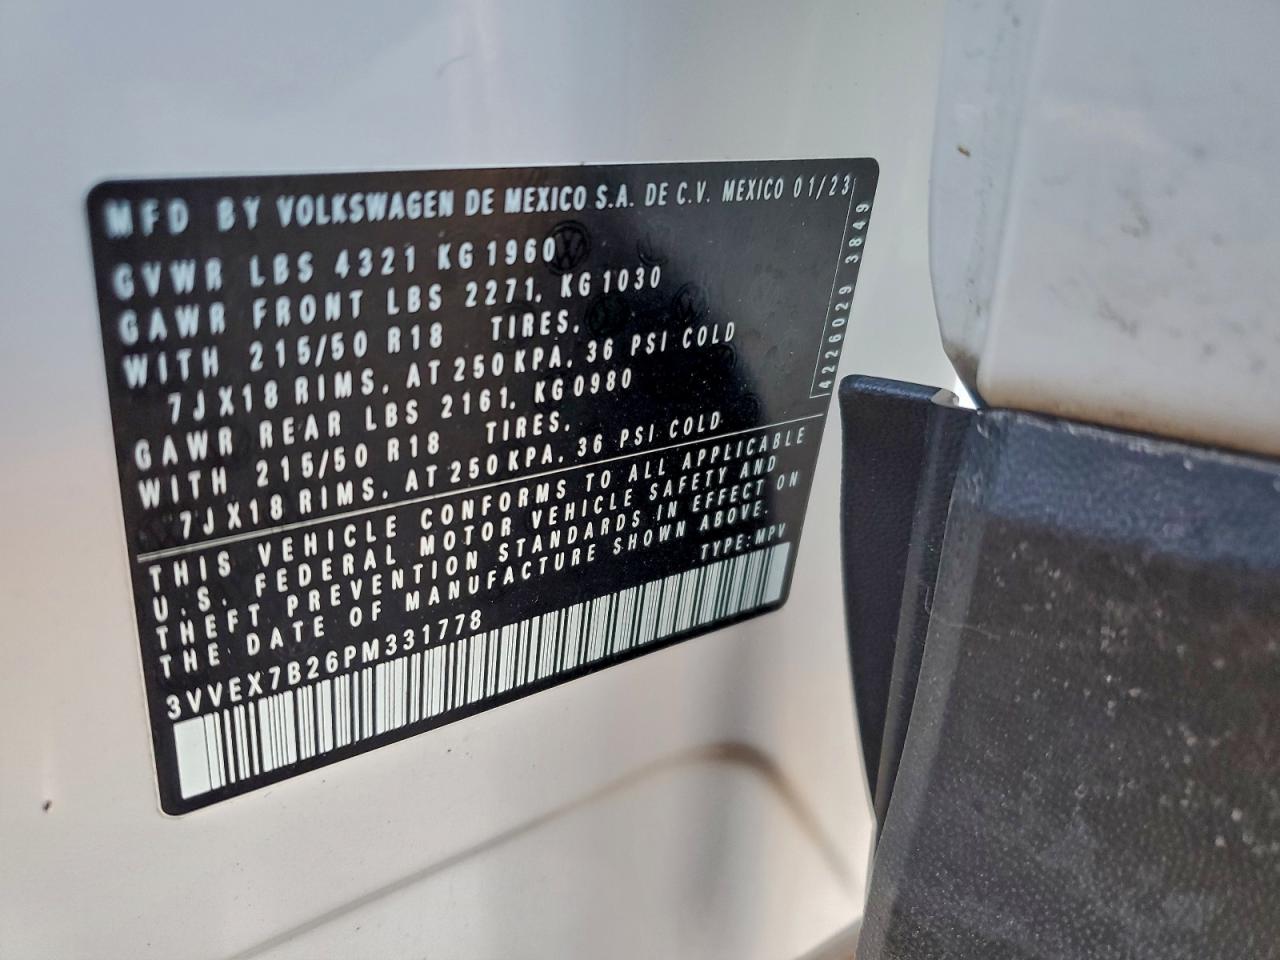 MFD BY VOLKSWAGEN DE MEXICO S.A. DE C.V. MEXICO 01/23
GVWR LBS 4321 KG 1960
GAWR FRONT LBS 2271, KG 1030
WITH 215/50 R18 TIRES,
7JX18 RIMS, AT 250KPA, 36 PSI COLD
GAWR REAR LBS 2161, KG 0980
WITH 215/50 R18 TIRES,
7JX18 RIMS, AT 250KPA, 36 PSI COLD
THIS VEHICLE CONFORMS TO ALL APPLICABLE
U.S. FEDERAL MOTOR VEHICLE SAFETY AND
THEFT PREVENTION STANDARDS IN EFFECT ON
THE DATE OF MANUFACTURE SHOWN ABOVE.
TYPE:MPV
3VVEX7B26PM331778
4226029 3849